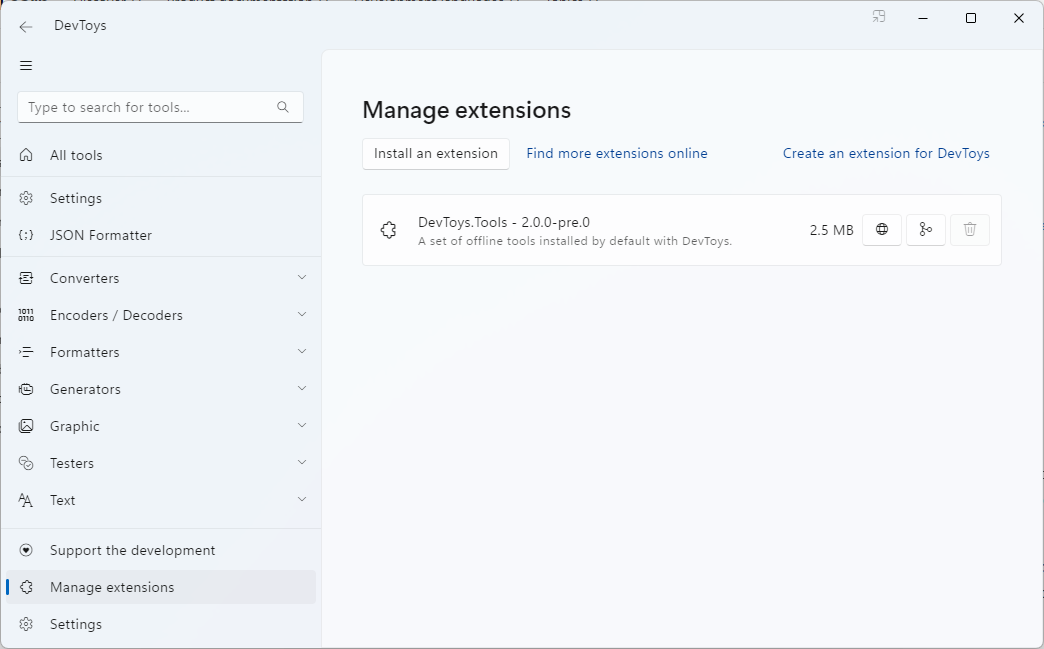 DevToys
Type to search for tools...
All tools
Settings
JSON Formatter
Converters
Encoders / Decoders
Formatters
Generators
Graphic
Testers
Text
Support the development
Manage extensions
Settings
Manage extensions
Install an extension
Find more extensions online
Create an extension for DevToys
DevToys.Tools - 2.0.0-pre.0
A set of offline tools installed by default with DevToys.
2.5 MB